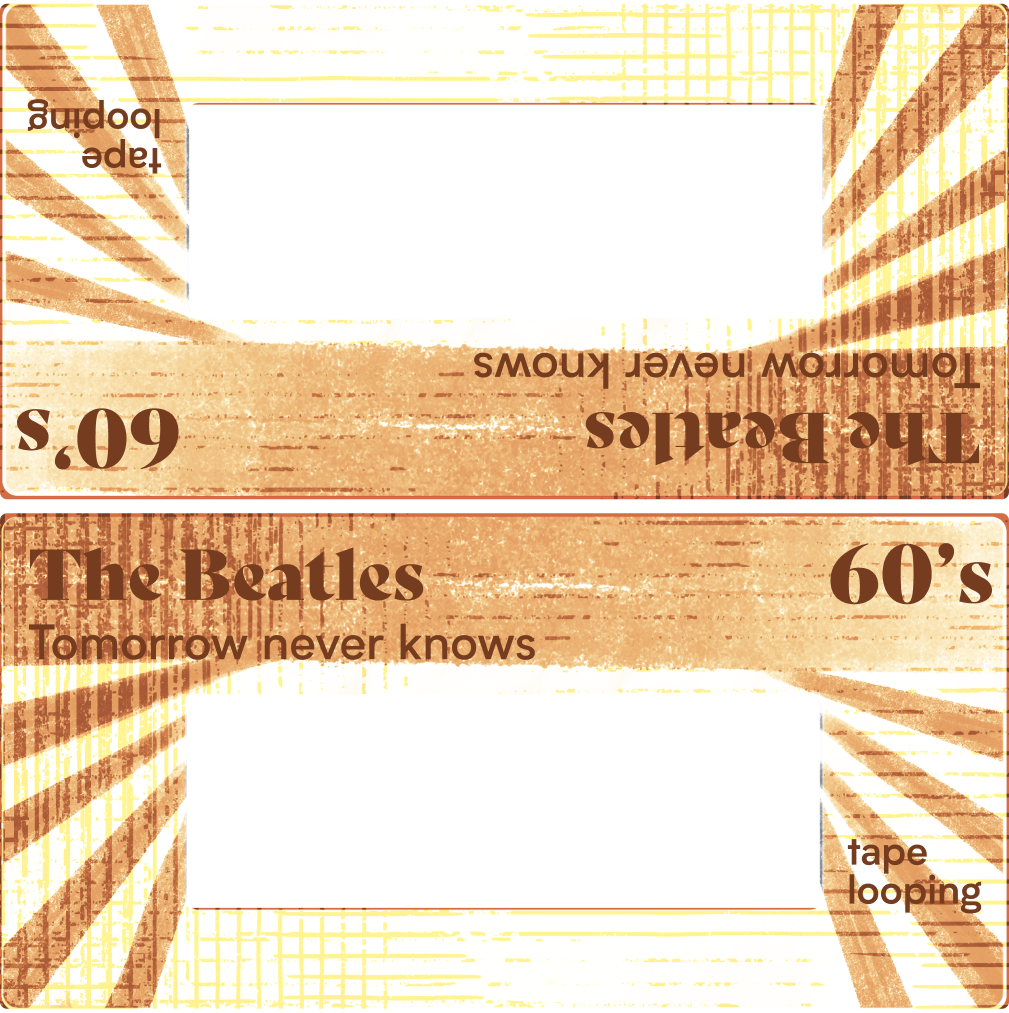 looping
tape
Tomorrow never knows
The Beatles
60's
The Beatles
60’s
Tomorrow never knows
tape
looping